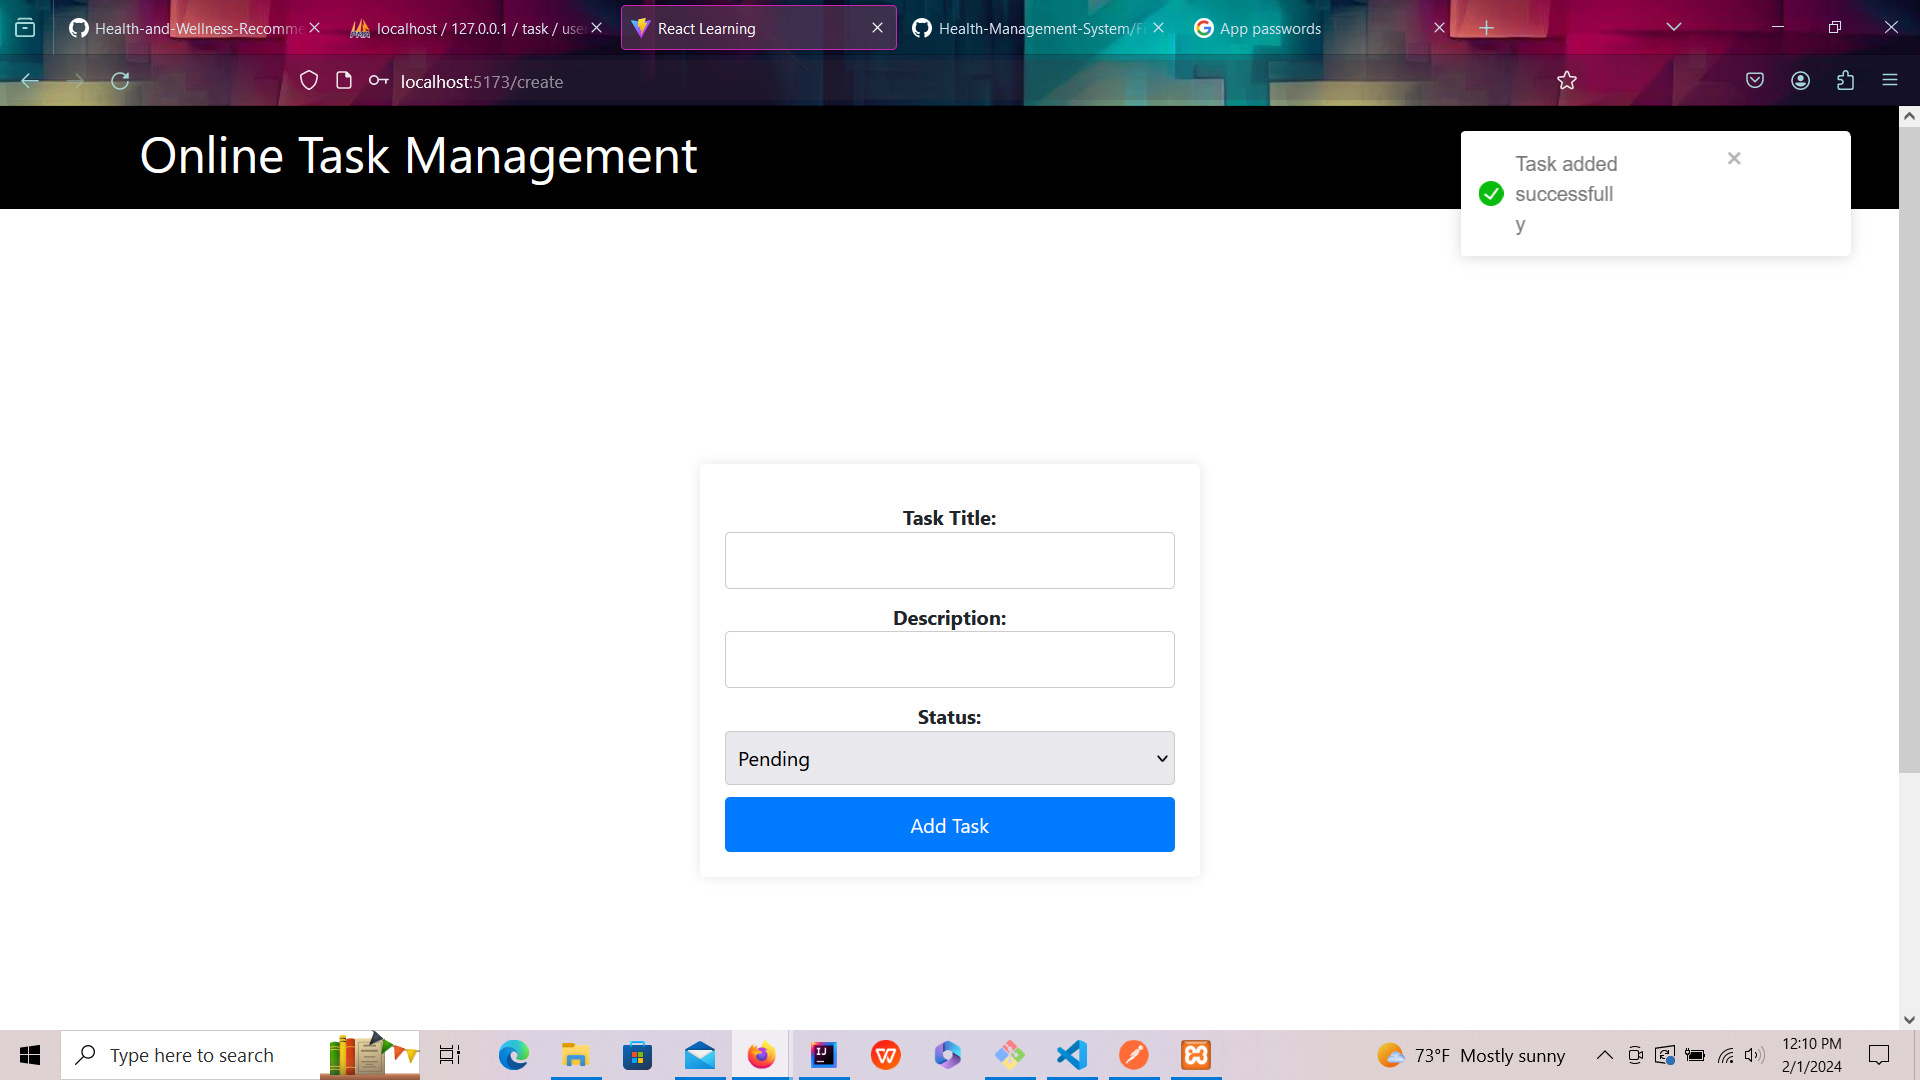 Health-and-Wellness-Recomme
localhost / 127.0.0.1 / task / use
React Learning
Health-Management-System/F
App passwords
localhost:5173/create
Online Task Management
Task added
successfull
y
Task Title:
Description:
Status:
Pending
Add Task
Type here to search
73°F Mostly sunny
12:10 PM
2/1/2024